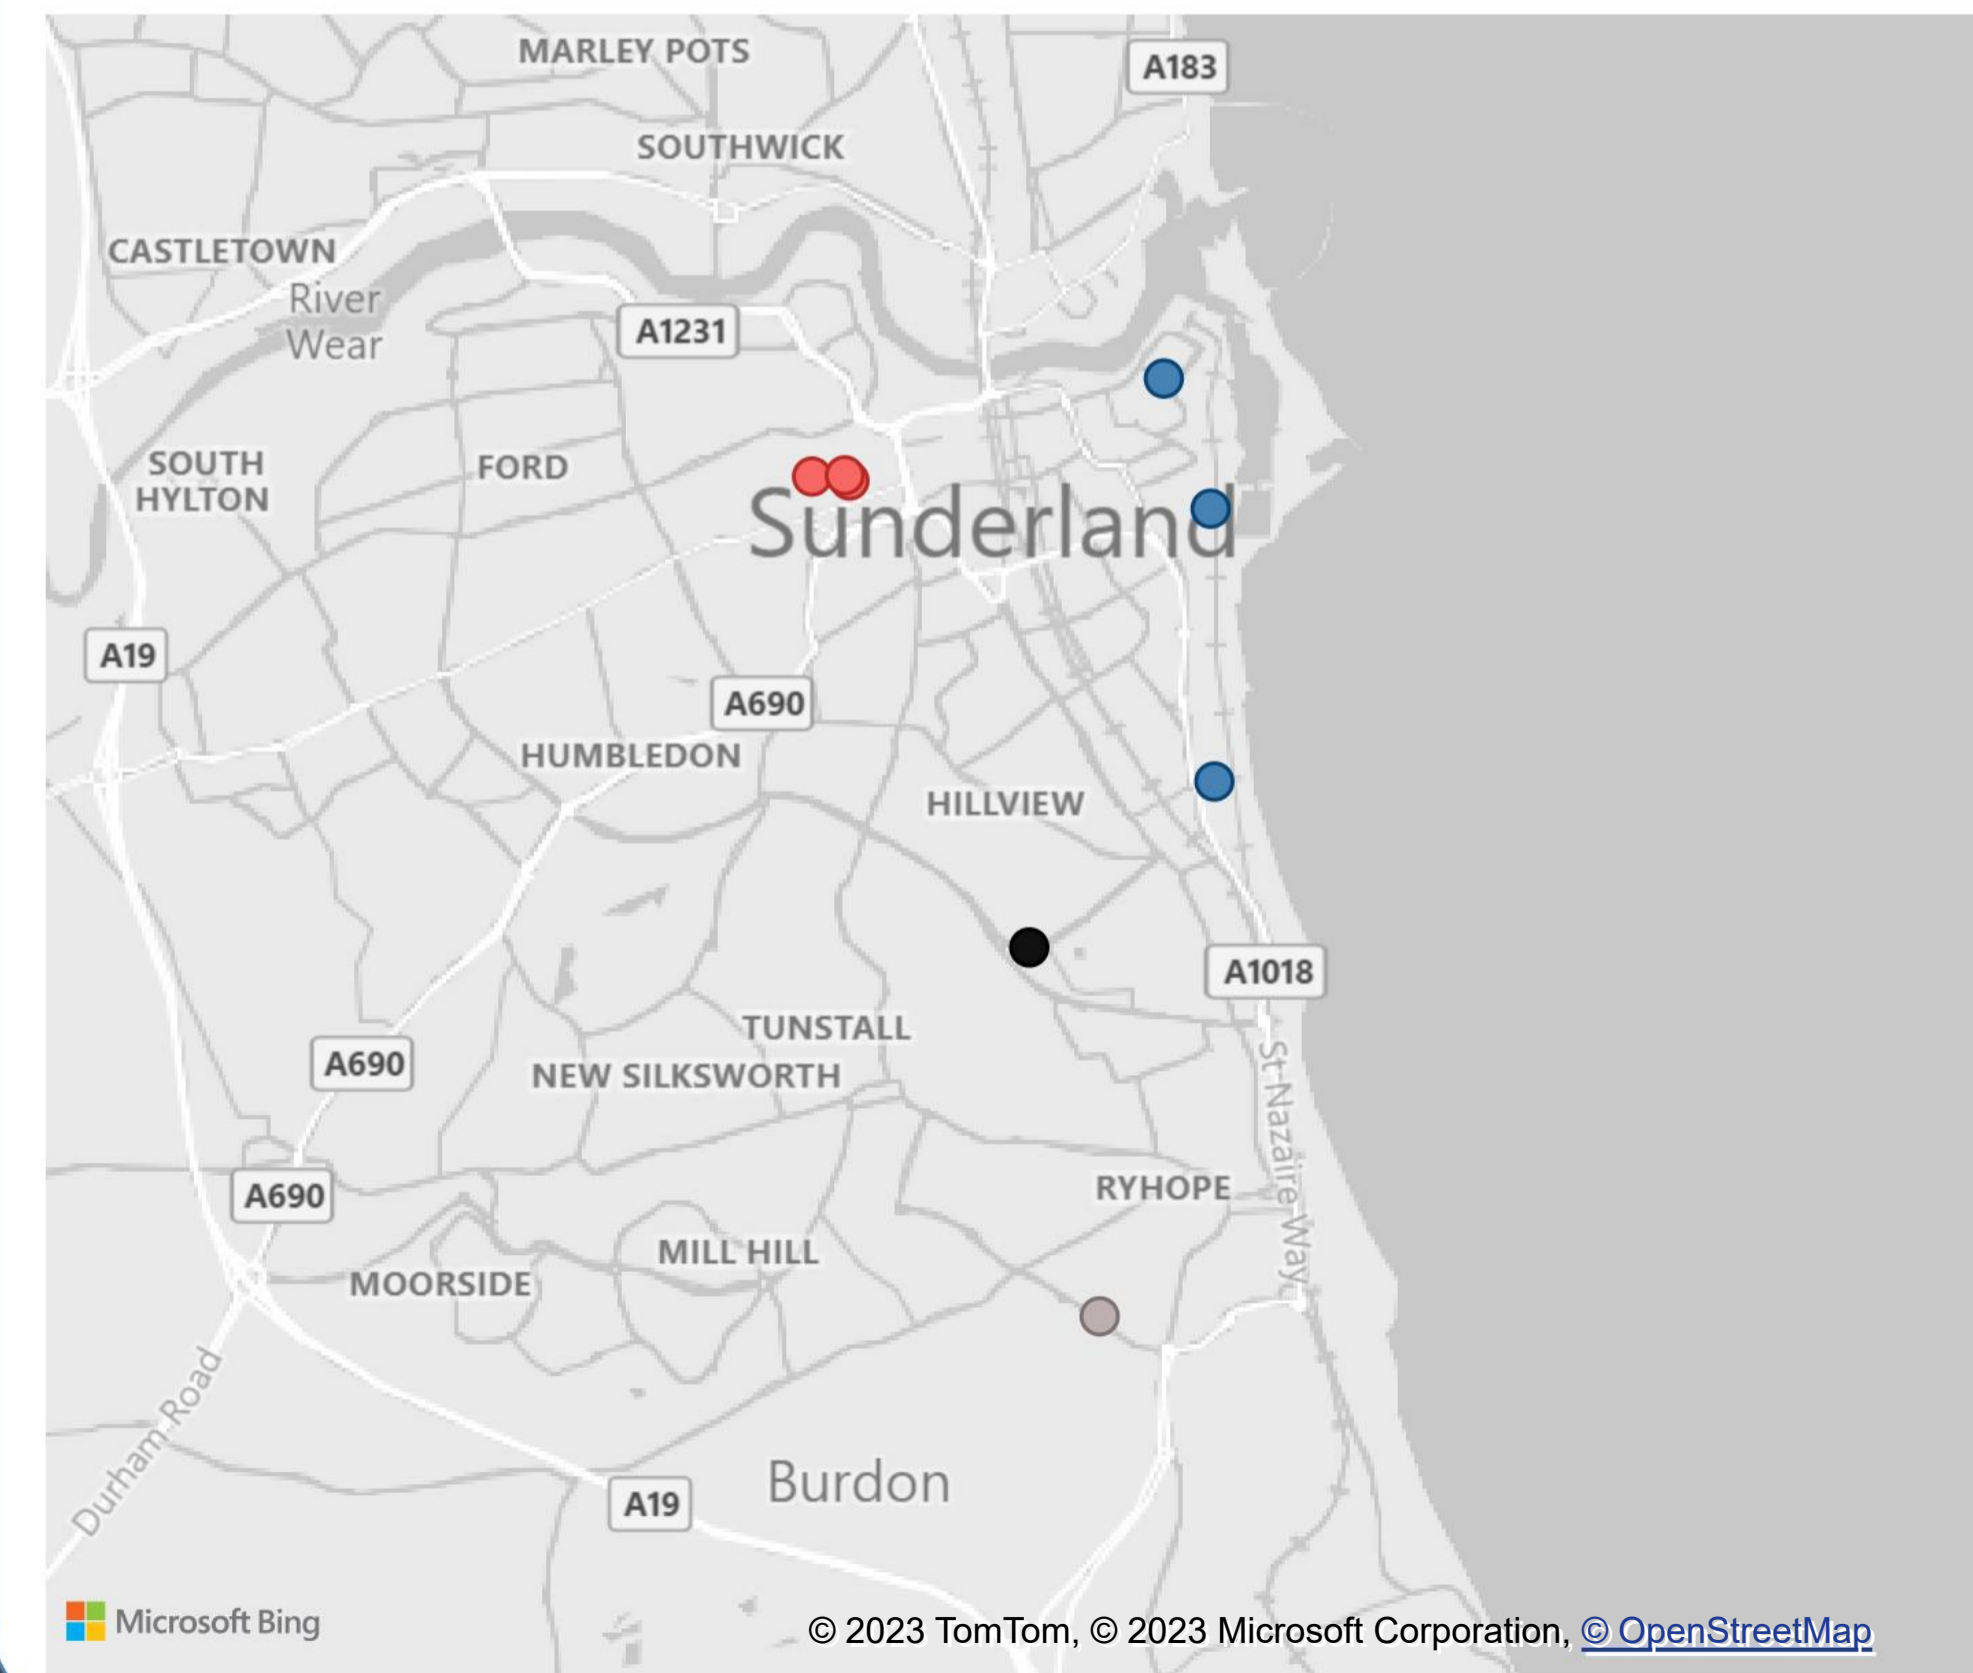 MARLEY POTS
A183
SOUTHWICK
CASTLETOWN
River
Wear
A1231
SOUTH
HYLTON
FORD
Sunderland
A19
A690
HUMBLEDON
HILLVIEW
A1018
TUNSTALL
A690
NEW SILKSWORTH
St Nazaire Way
RYHOPE
A690
MILL HILL
MOORSIDE
Durham Road
Burdon
A19
Microsoft Bing
© 2023 TomTom, © 2023 Microsoft Corporation, © OpenStreetMap